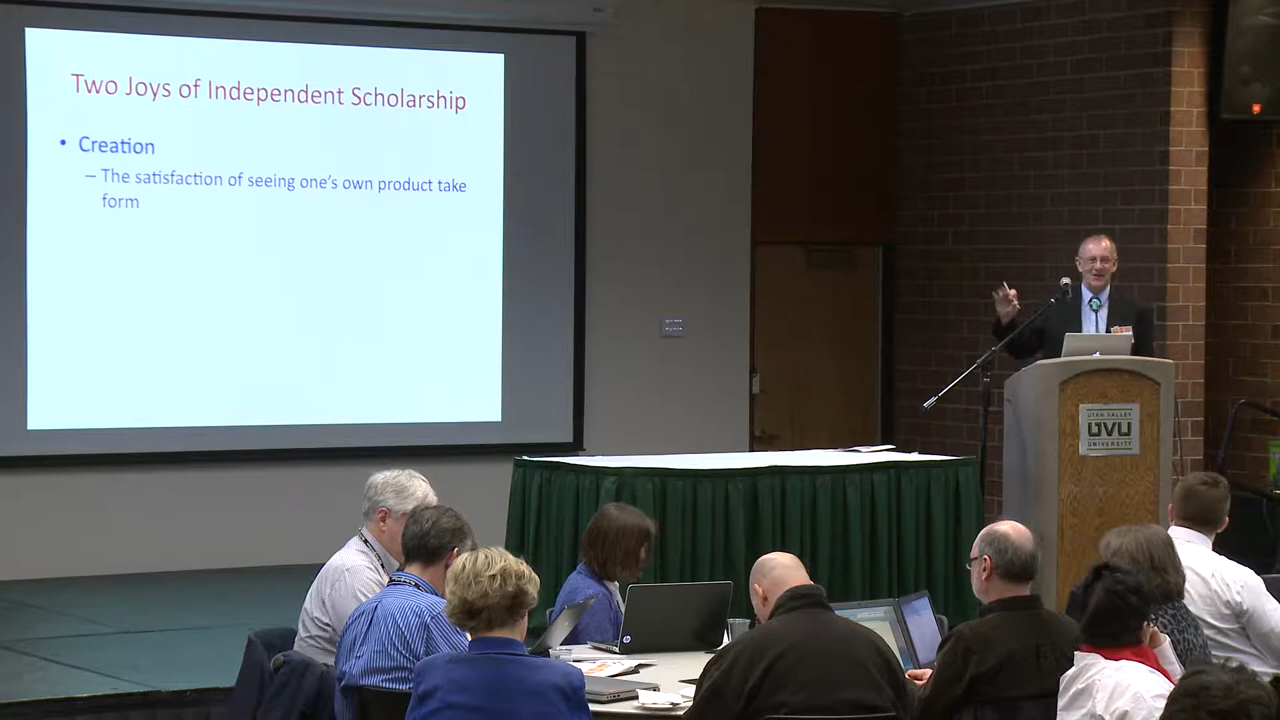 Two Joys of Independent Scholarship
• Creation
– The satisfaction of seeing one's own product take
form
UTAH VALLEY
UVU
UNIVERSITY
hp